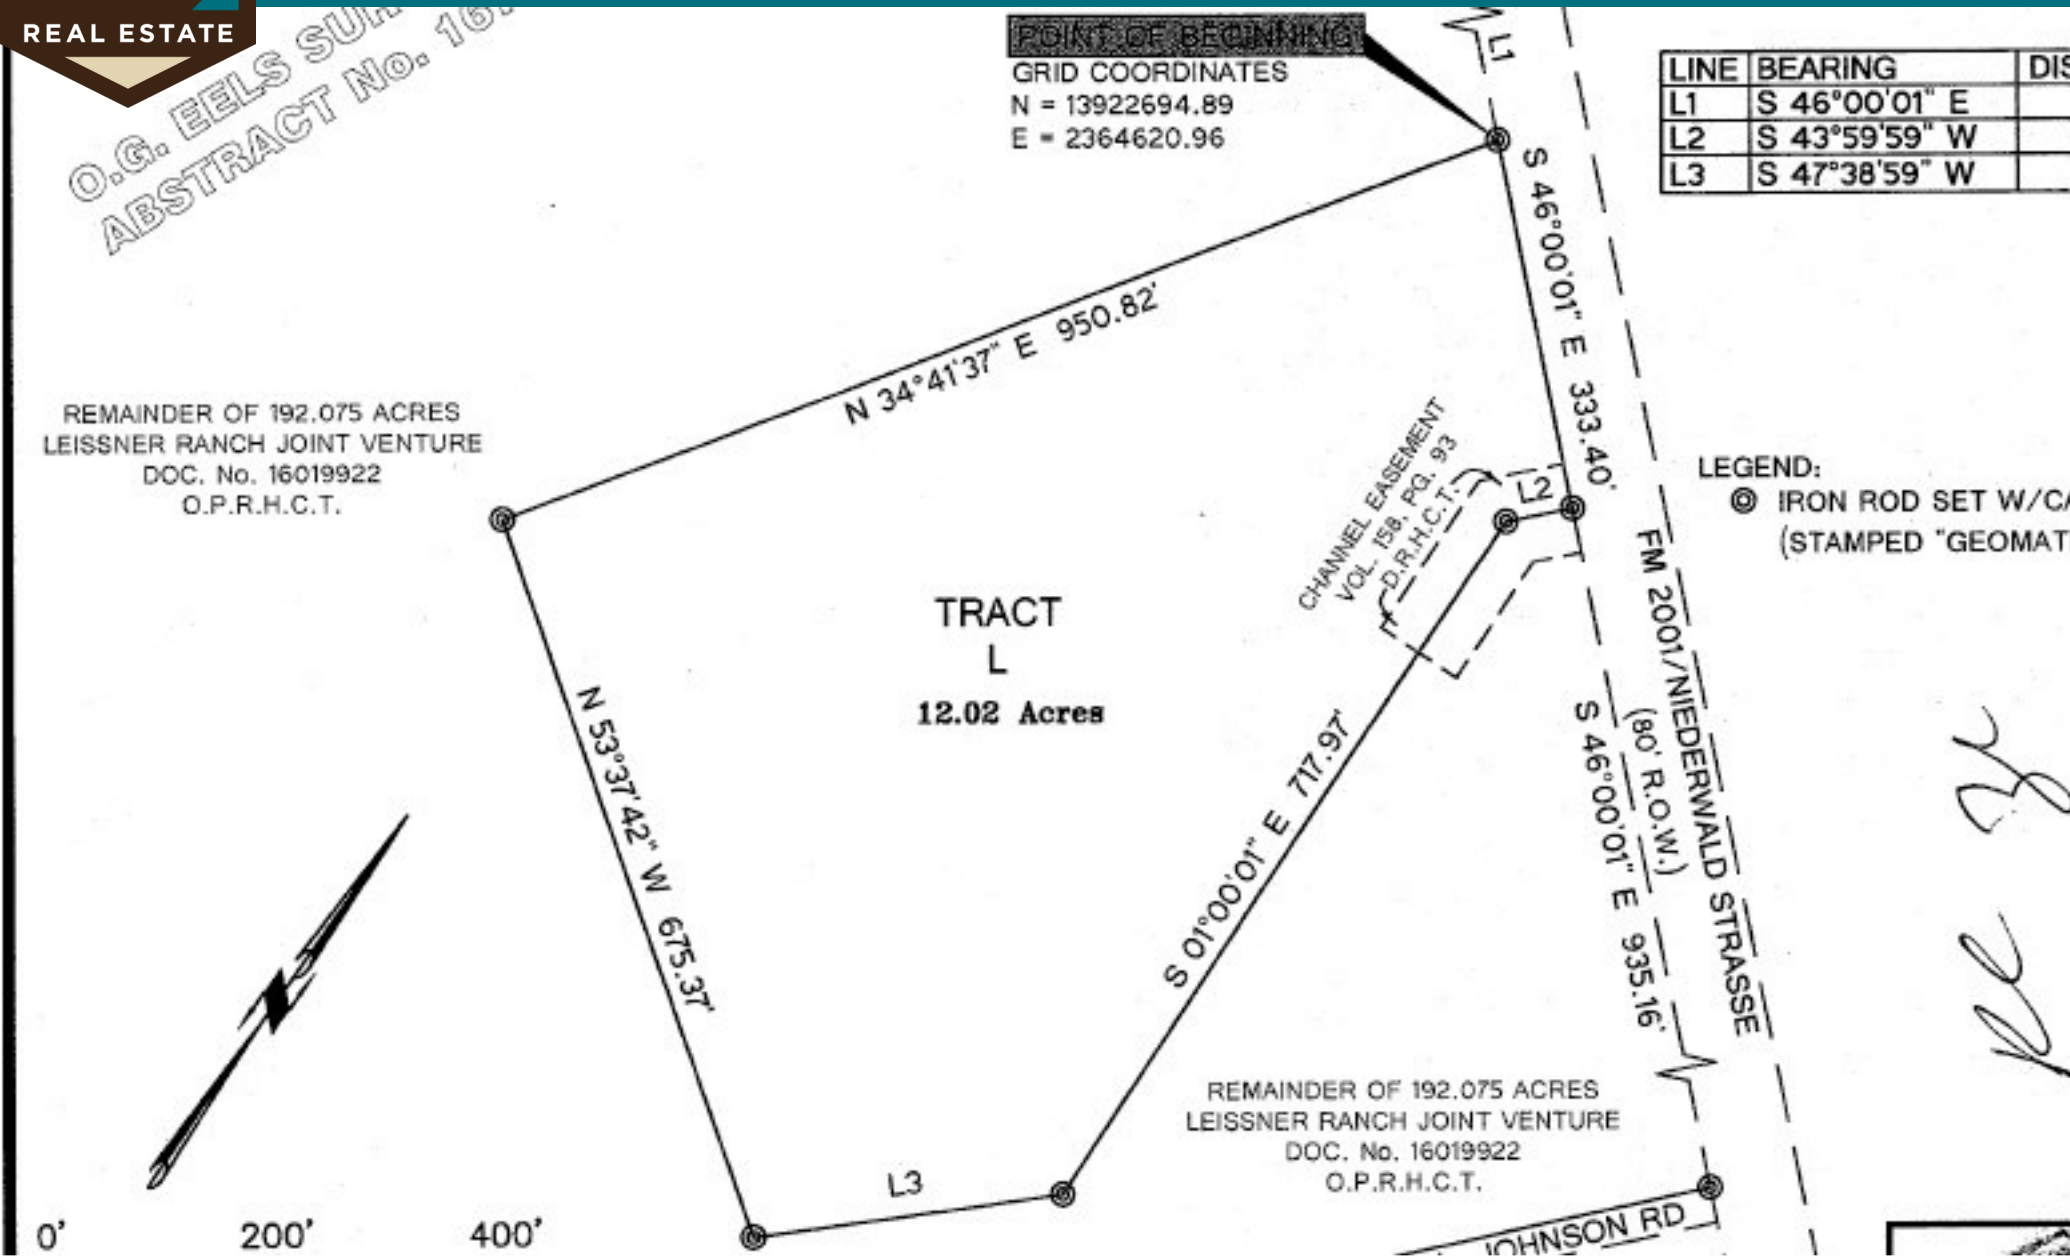 REAL ESTATE
O.G. EELS
ABSTRACT No.
POINT OF BEGINNING
GRID COORDINATES
N = 13922694.89
E = 2364620.96
L1
LINE BEARING
L1 S 46°00'01" E
L2 S 43°59'59" W
L3 S 47°38'59" W
S 46°00'01" E 333.40'
N 34°41'37" E 950.82'
REMAINDER OF 192.075 ACRES
LEISSNER RANCH JOINT VENTURE
DOC. No. 16019922
O.P.R.H.C.T.
CHANNEL EASEMENT
VOL. 158, PG. 93
D.R.H.C.T.
L2
LEGEND:
IRON ROD SET
(STAMPED
TRACT
L
12.02 Acres
FM 2001/NIEDERWALD STRASSE
(80' R.O.W.)
S 46°00'01" E 935.16'
N 53°37'42" W 675.37'
S 01°00'01" E 717.97'
REMAINDER OF 192.075 ACRES
LEISSNER RANCH JOINT VENTURE
DOC. No. 16019922
O.P.R.H.C.T.
L3
0' 200' 400'
JOHNSON RD